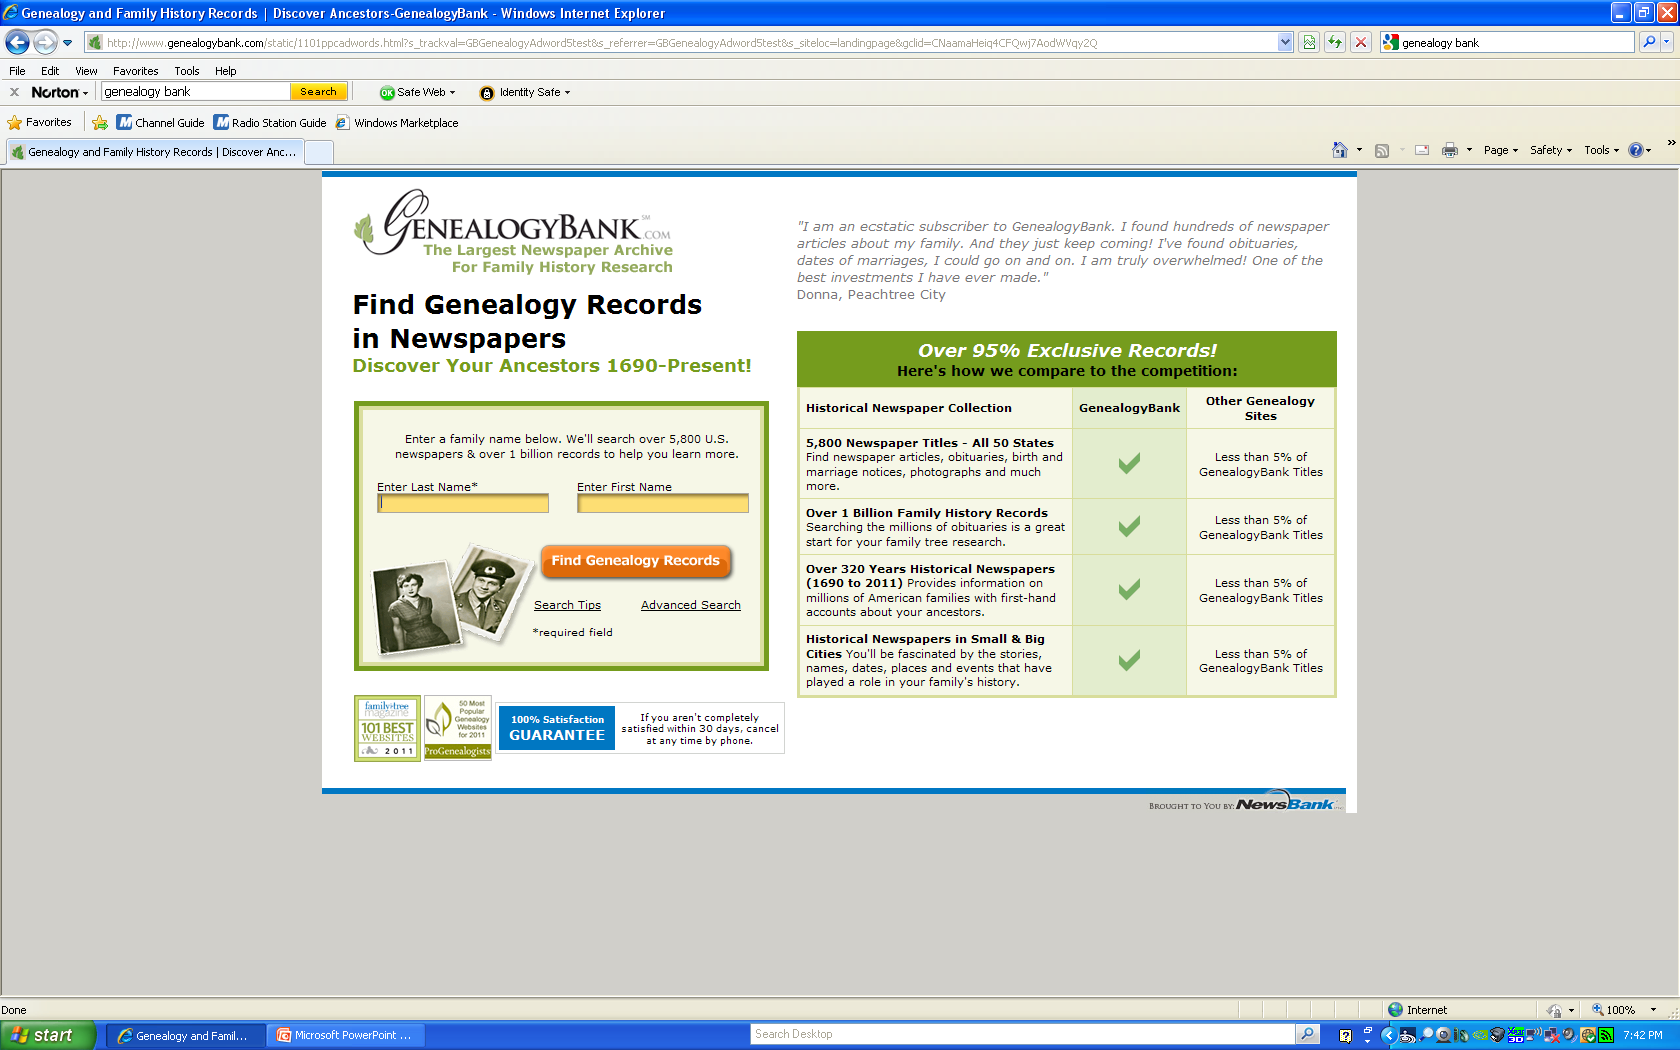 Genealogy and Family History Records | Discover Ancestors-GenealogyBank - Windows Internet Explorer
http://www.genealogybank.com/static/1101ppcadwords.html?s_trackval=GBGenealogyAdword5test&s_referrer=GBGenealogyAdword5test&s_siteloc=landingpage&gclid=CNaamaHeiq4CFQwj7AodWVqy2Q
genealogy bank
File Edit View Favorites Tools Help
x Norton genealogy bank Search OK Safe Web Identity Safe
Favorites Channel Guide Radio Station Guide Windows Marketplace
Genealogy and Family History Records | Discover Anc...
Page Safety Tools »
GENEALOGYBANK.COM SM
The Largest Newspaper Archive
For Family History Research
Find Genealogy Records
in Newspapers
Discover Your Ancestors 1690-Present!
Enter a family name below. We'll search over 5,800 U.S.
newspapers & over 1 billion records to help you learn more.
Enter Last Name* Enter First Name
Find Genealogy Records
Search Tips Advanced Search
*required field
family tree
magazine
101 BEST
WEBSITES
2011
50 Most
Popular
Genealogy
Websites
for 2011
ProGenealogists
100% Satisfaction
GUARANTEE
If you aren't completely
satisfied within 30 days, cancel
at any time by phone.
"I am an ecstatic subscriber to GenealogyBank. I found hundreds of newspaper
articles about my family. And they just keep coming! I've found obituaries,
dates of marriages, I could go on and on. I am truly overwhelmed! One of the
best investments I have ever made."
Donna, Peachtree City
Over 95% Exclusive Records!
Here's how we compare to the competition:
Historical Newspaper Collection GenealogyBank Other Genealogy
Sites
5,800 Newspaper Titles - All 50 States
Find newspaper articles, obituaries, birth and
marriage notices, photographs and much
more.
Less than 5% of
GenealogyBank Titles
Over 1 Billion Family History Records
Searching the millions of obituaries is a great
start for your family tree research.
Less than 5% of
GenealogyBank Titles
Over 320 Years Historical Newspapers
(1690 to 2011) Provides information on
millions of American families with first-hand
accounts about your ancestors.
Less than 5% of
GenealogyBank Titles
Historical Newspapers in Small & Big
Cities You'll be fascinated by the stories,
names, dates, places and events that have
played a role in your family's history.
Less than 5% of
GenealogyBank Titles
BROUGHT TO YOU BY: NewsBank
Done Internet 100%
start Genealogy and Famil... Microsoft PowerPoint ... Search Desktop 7:42 PM